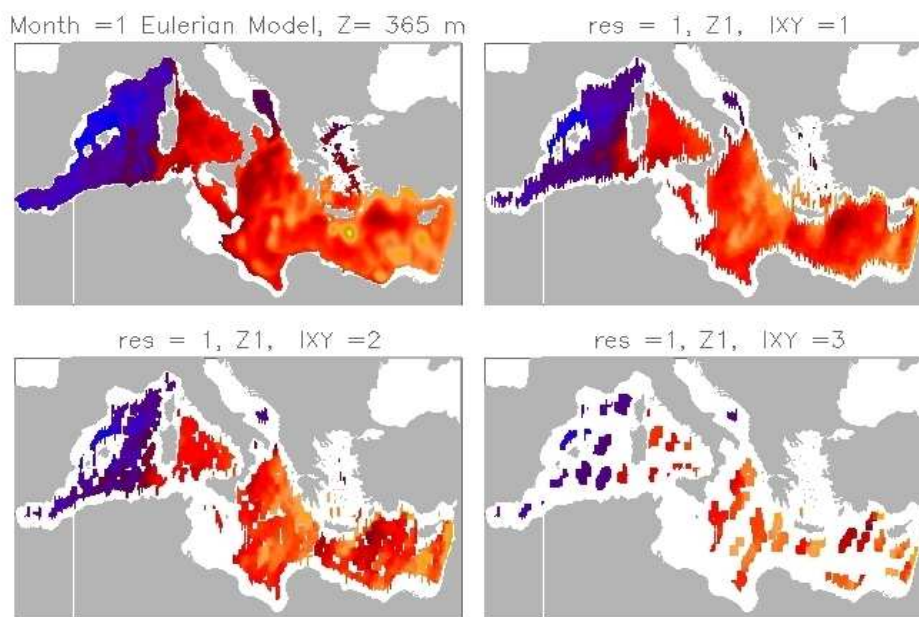 Month =1 Eulerian Model, Z= 365 m
res = 1, Z1, IXY =1
res = 1, Z1, IXY =2
res =1, Z1, IXY =3